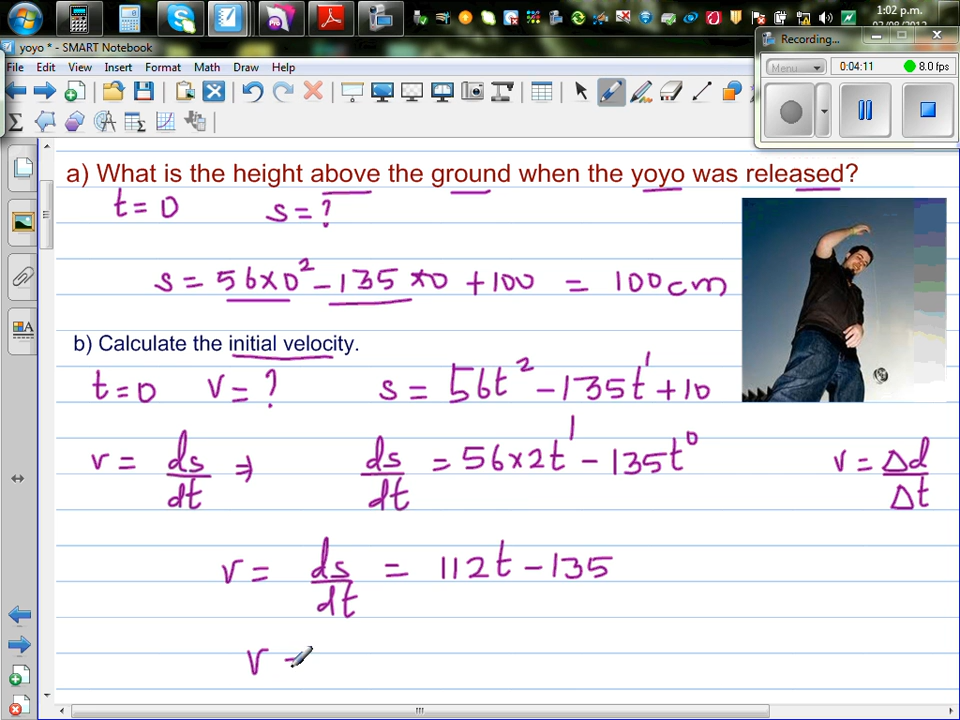 1:02 p.m.
yoyo * - SMART Notebook
Recording...
File Edit View Insert Format Math Draw Help
Menu 0:04:11 8.0 fps
a) What is the height above the ground when the yoyo was released?
t = 0 s = ?
s = 56×0² - 135×0 + 100 = 100cm
b) Calculate the initial velocity.
t = 0 v = ? s = 56t² - 135t¹ + 10
v = ds/dt ⇒ ds/dt = 56×2t¹ - 135t⁰ v = Δd/Δt
v = ds/dt = 112t - 135
v =